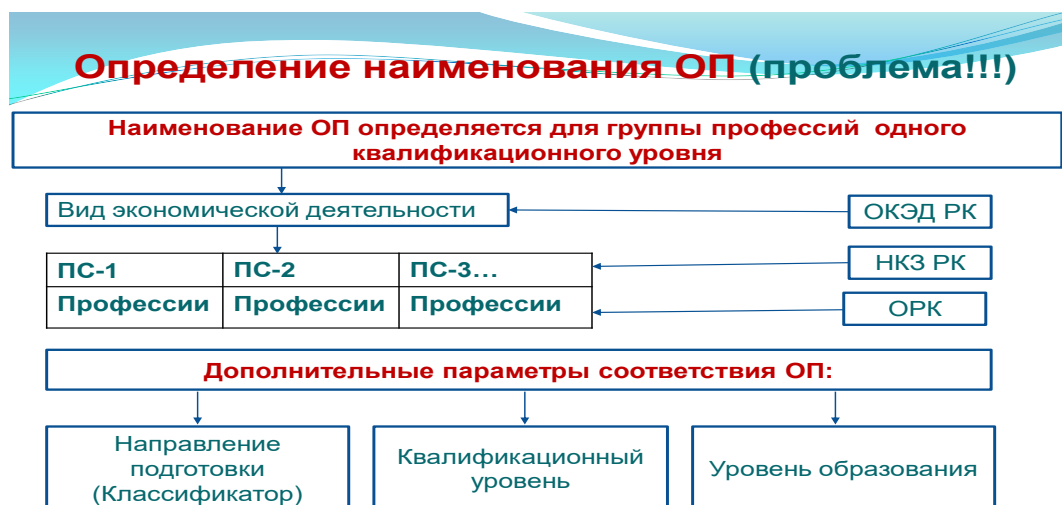 Определение наименования ОП (проблема!!!)
Наименование ОП определяется для группы профессий одного
квалификационного уровня
Вид экономической деятельности
ОКЭД РК
ПС-1 ПС-2 ПС-3...
НКЗ РК
Профессии Профессии Профессии
ОРК
Дополнительные параметры соответствия ОП:
Направление
подготовки
(Классификатор)
Квалификационный
уровень
Уровень образования